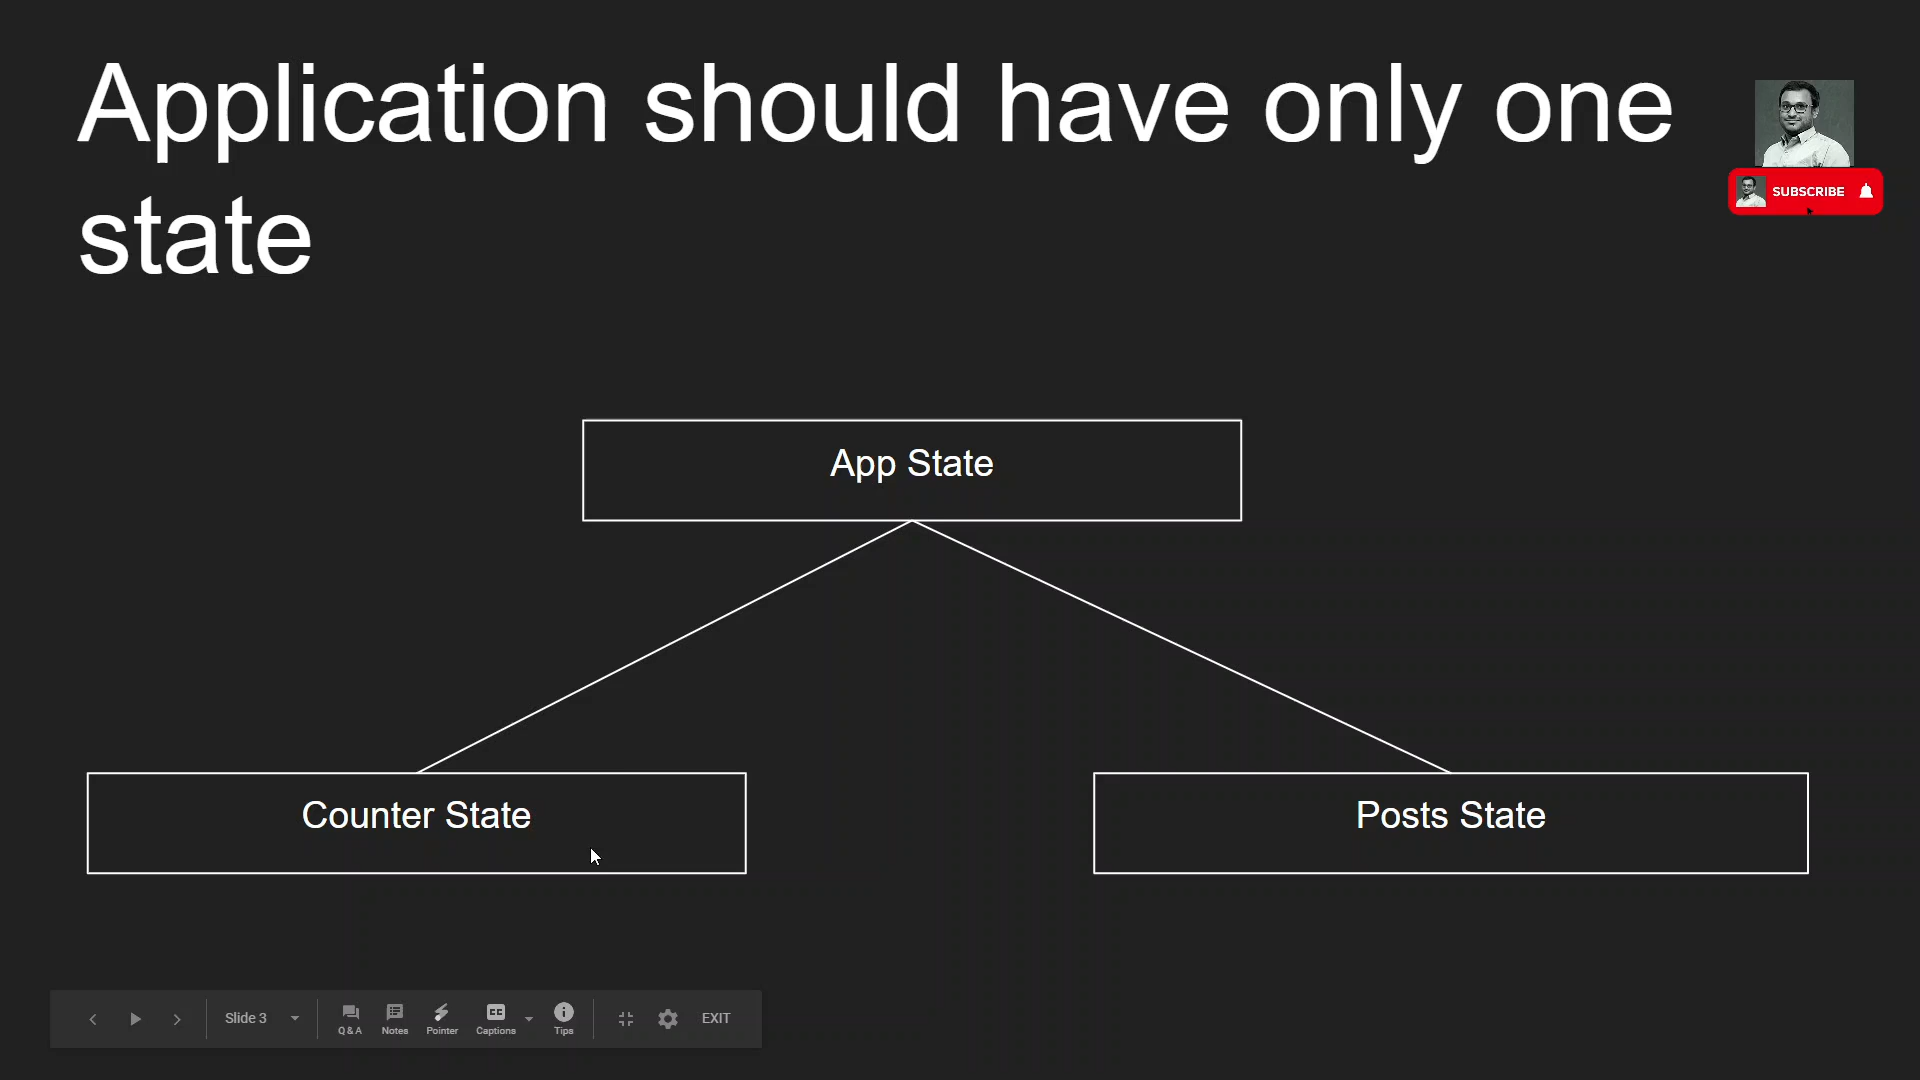 Application should have only one
state
SUBSCRIBE
App State
Counter State
Posts State
Slide 3
Q & A
Notes
Pointer
CC
Captions
Tips
EXIT